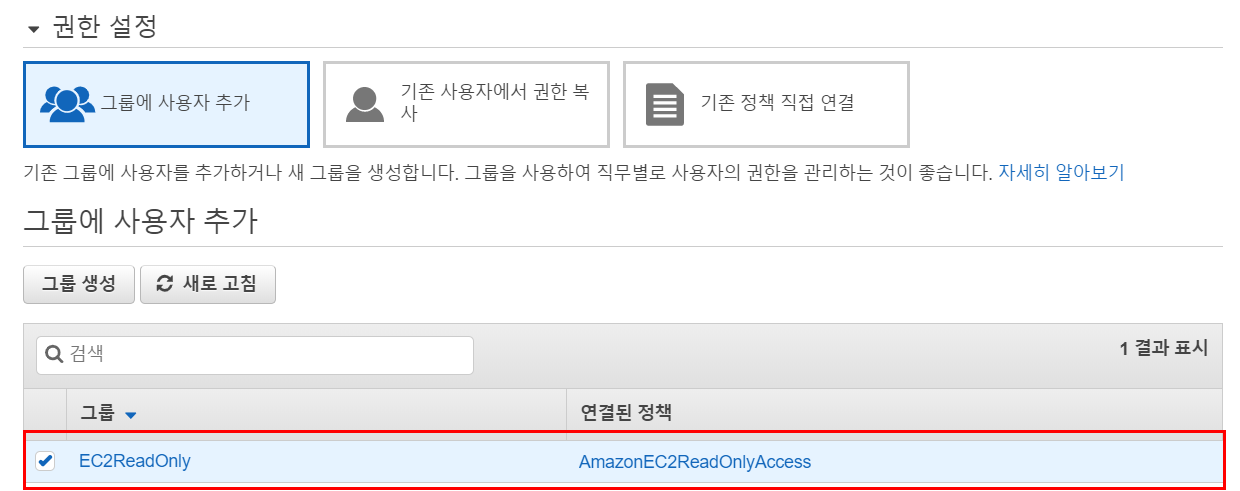 권한 설정
그룹에 사용자 추가
기존 사용자에서 권한 복
사
기존 정책 직접 연결
기존 그룹에 사용자를 추가하거나 새 그룹을 생성합니다. 그룹을 사용하여 직무별로 사용자의 권한을 관리하는 것이 좋습니다. 자세히 알아보기
그룹에 사용자 추가
그룹 생성 새로 고침
검색 1 결과 표시
그룹 연결된 정책
EC2ReadOnly AmazonEC2ReadOnlyAccess